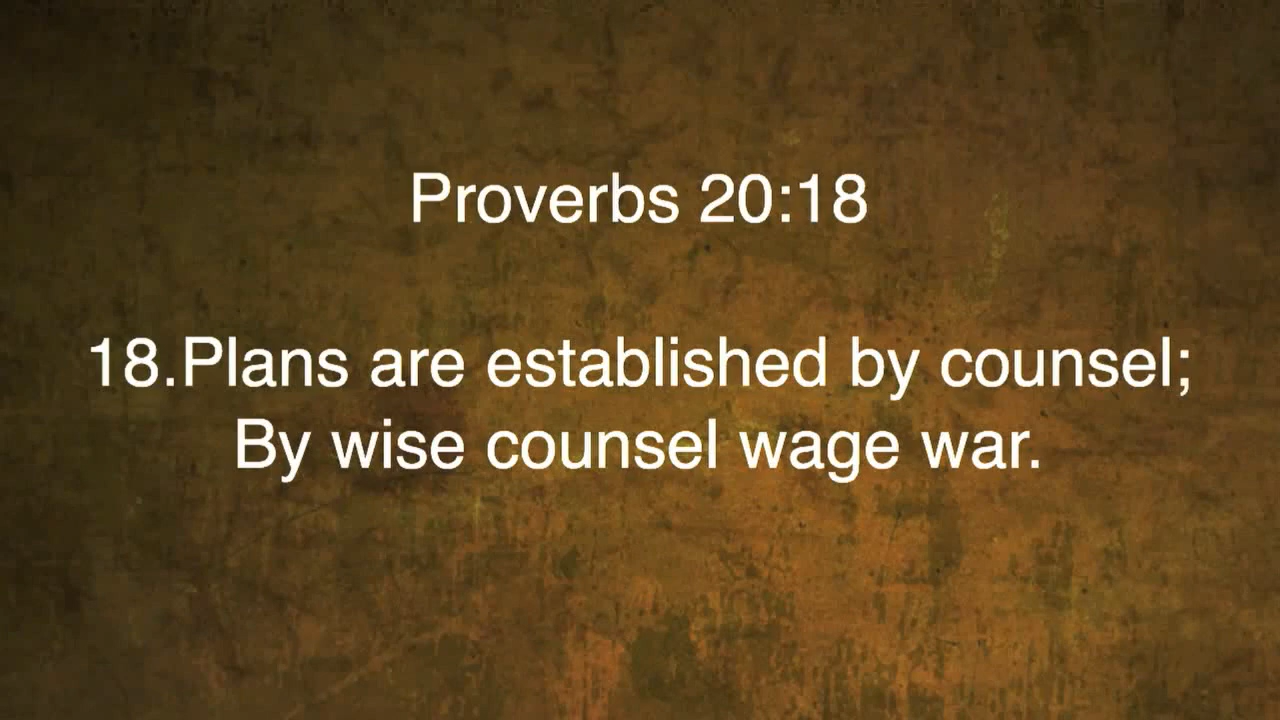 Proverbs 20:18
18.Plans are established by counsel;
By wise counsel wage war.